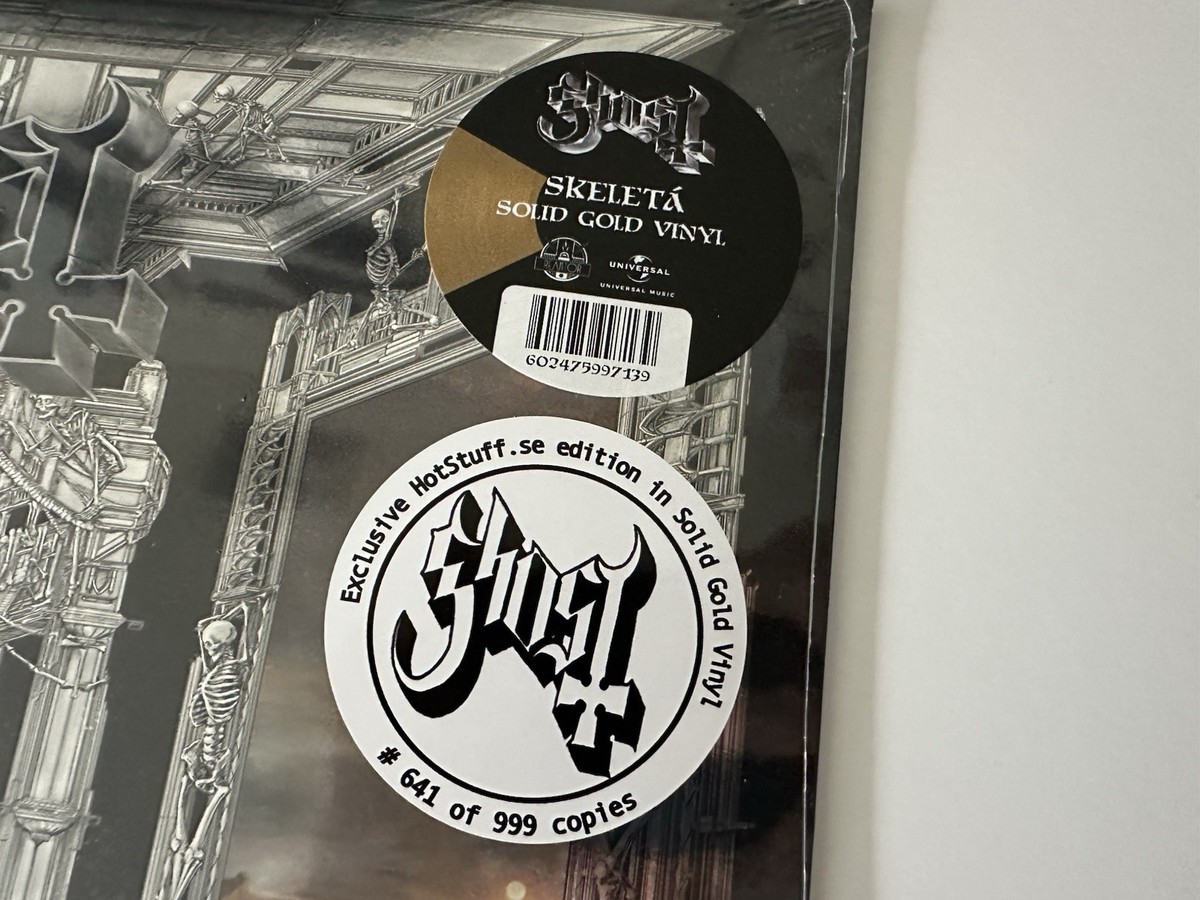 Ghost
SKELETÁ
SOLID GOLD VINYL
REAKTOR
UNIVERSAL
UNIVERSAL MUSIC
602475997139
Exclusive HotStuff.se edition in Solid Gold Vinyl
Ghost
# 641 of 999 copies